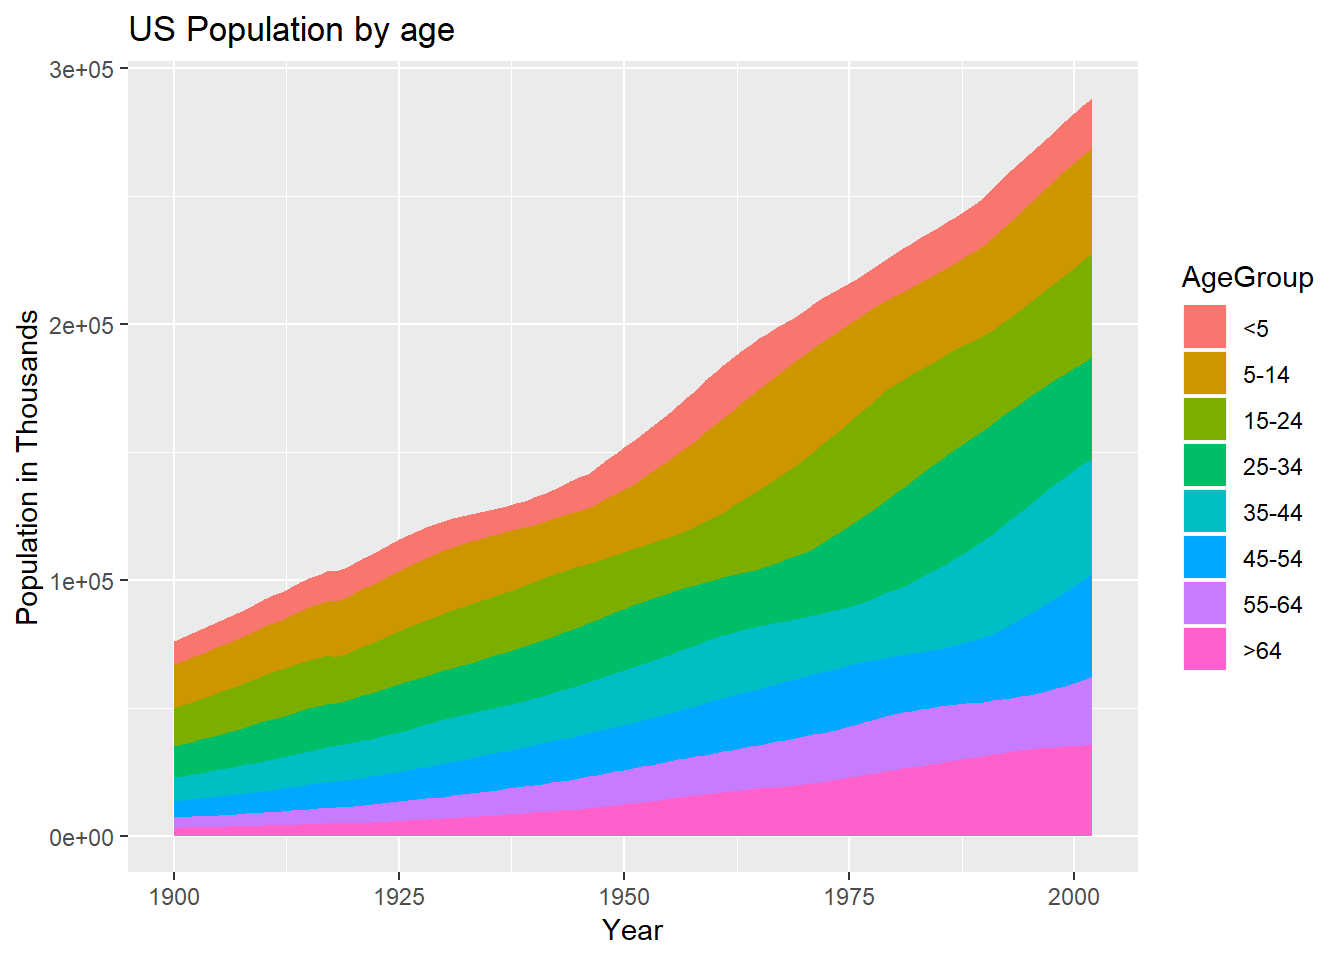 US Population by age
3e+05
2e+05
1e+05
0e+00
Population in Thousands
1900
1925
1950
1975
2000
Year
AgeGroup
<5
5-14
15-24
25-34
35-44
45-54
55-64
>64